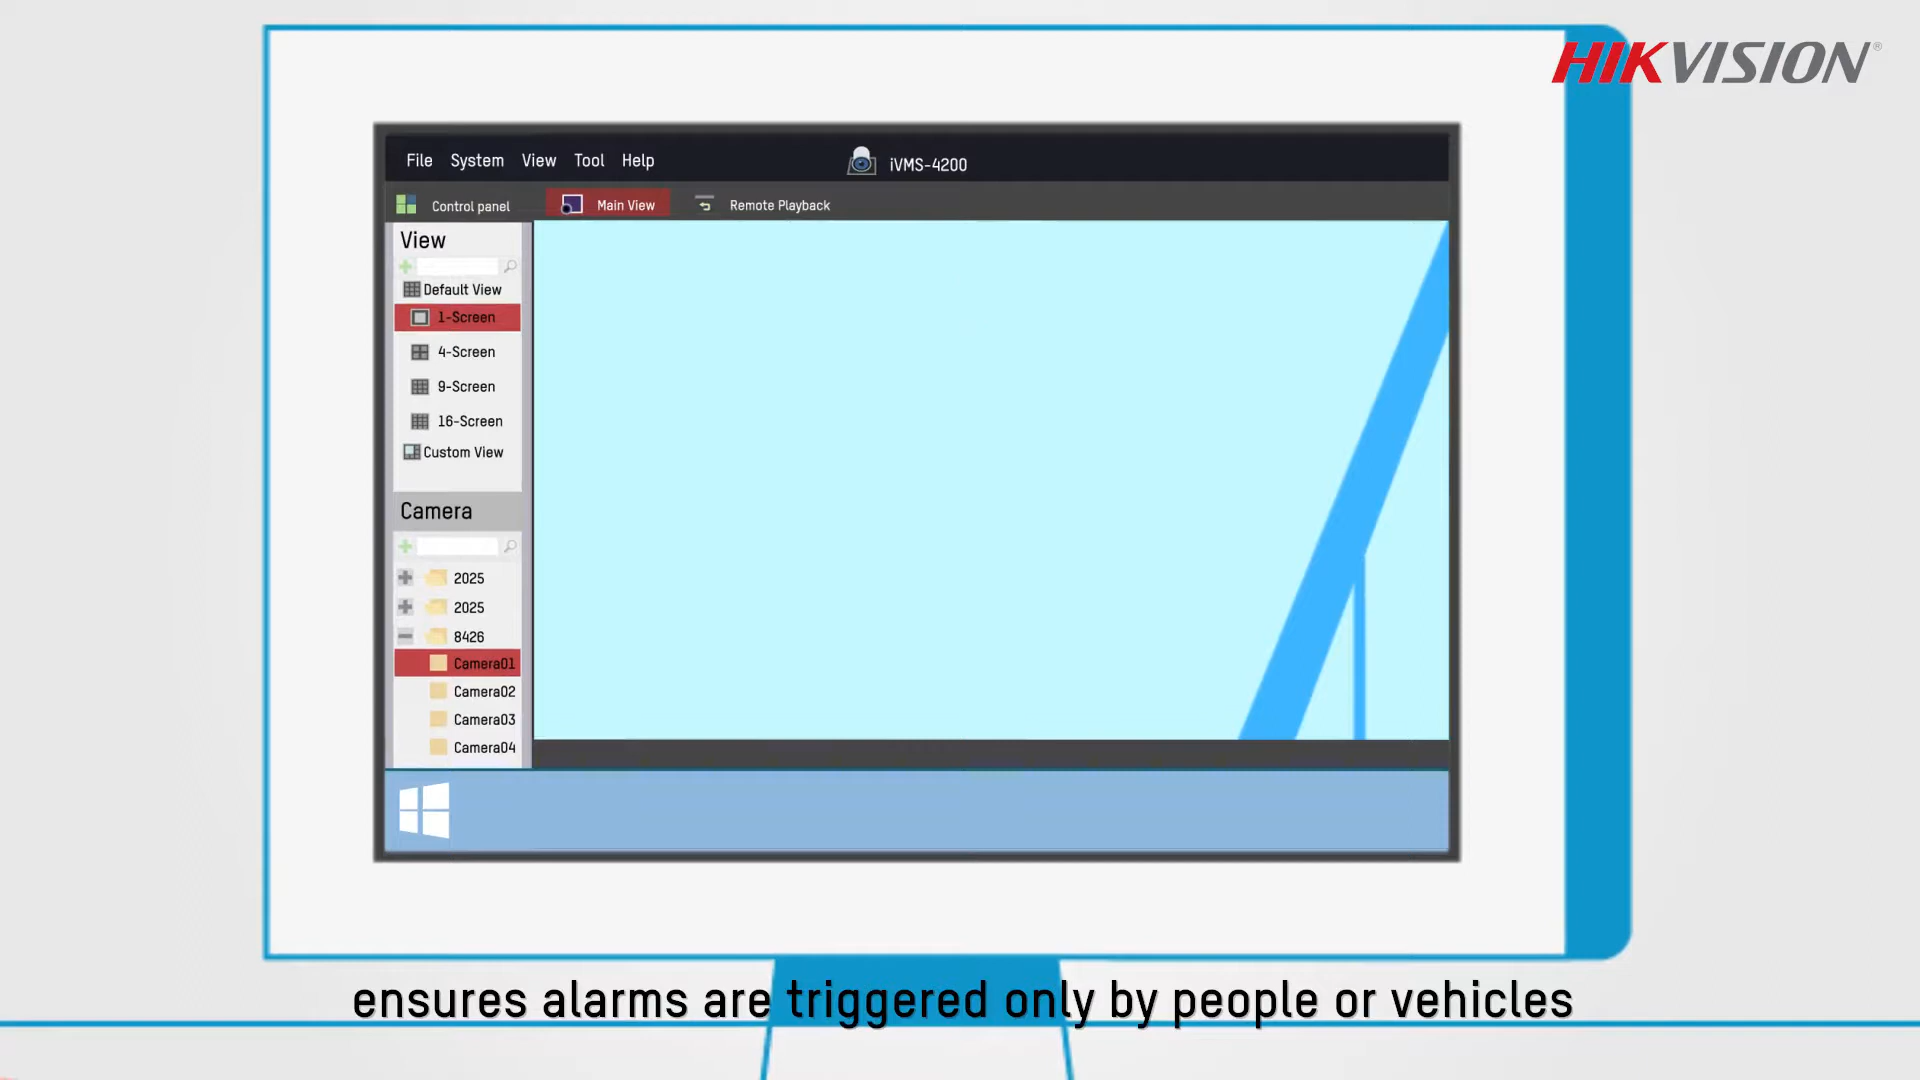 HIKVISION®
File System View Tool Help
iVMS-4200
Control panel
Main View
Remote Playback
View
Default View
1-Screen
4-Screen
9-Screen
16-Screen
Custom View
Camera
2025
2025
8426
Camera01
Camera02
Camera03
Camera04
ensures alarms are triggered only by people or vehicles